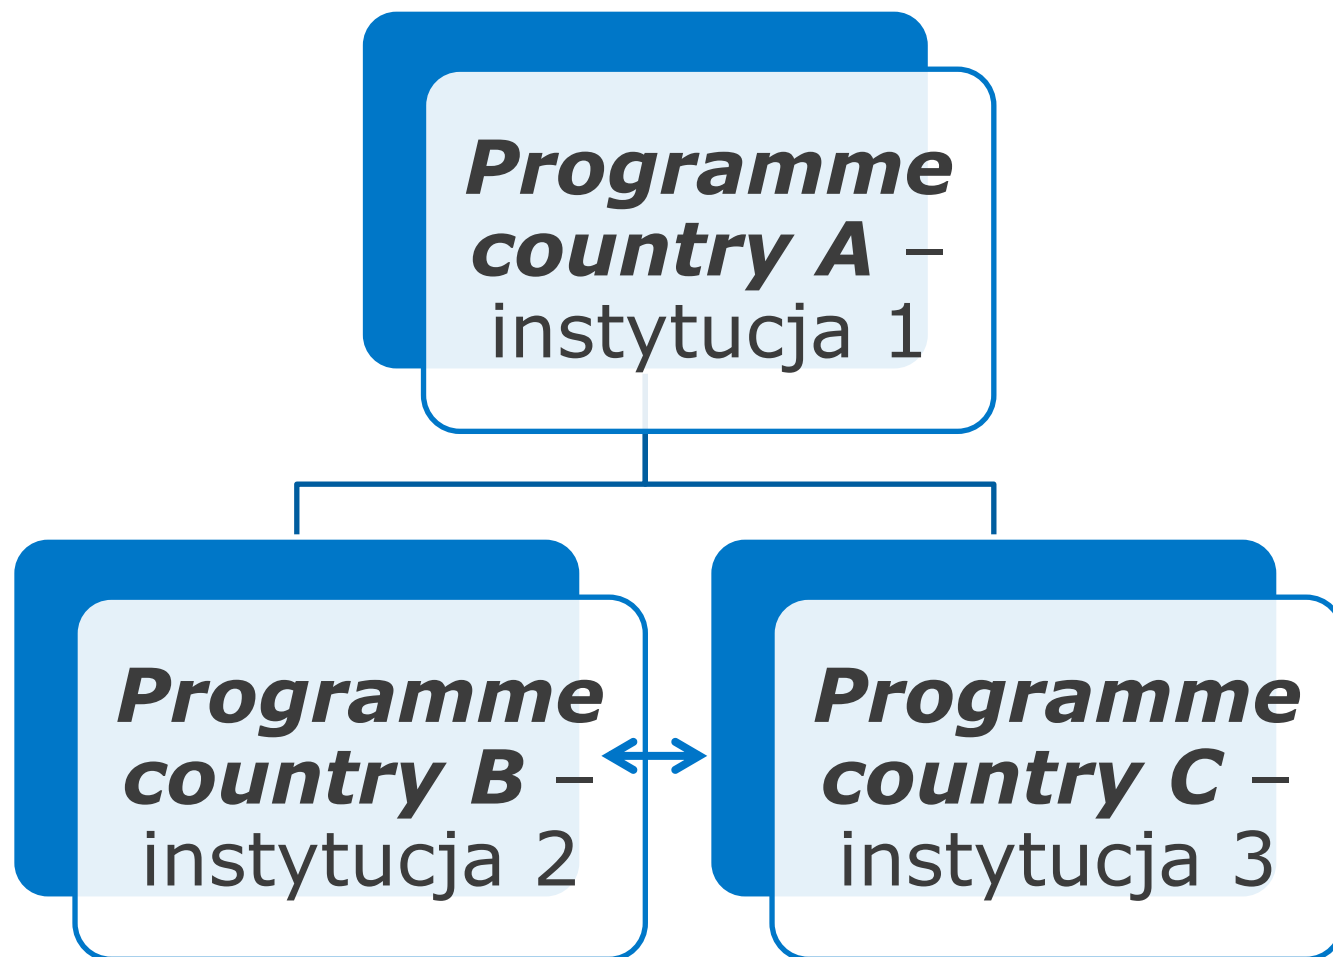 Programme
country A –
instytucja 1
Programme
country B –
instytucja 2
Programme
country C –
instytucja 3